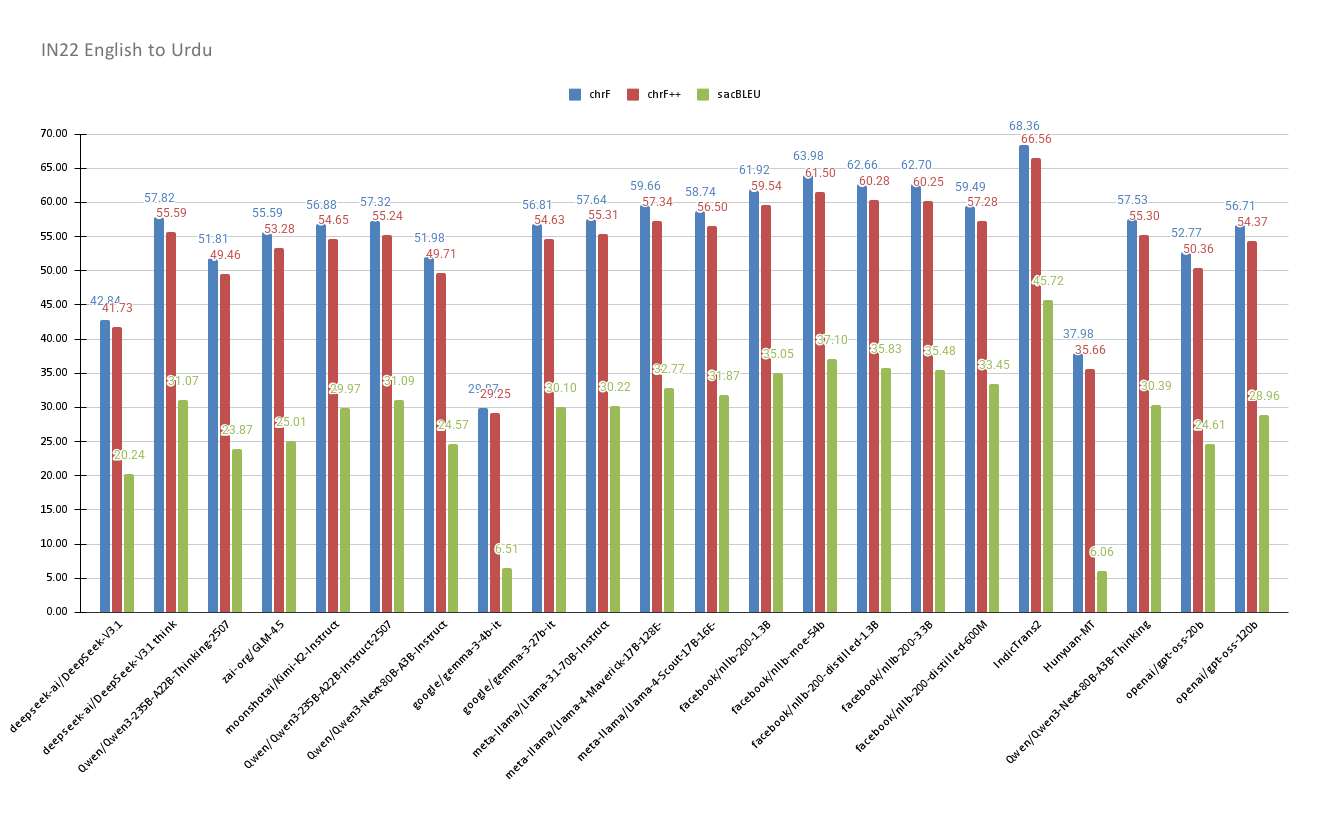 IN22 English to Urdu
chrF chrF++ sacBLEU
70.00
65.00
60.00
55.00
50.00
45.00
40.00
35.00
30.00
25.00
20.00
15.00
10.00
5.00
0.00
42.84 41.73 20.24
57.82 55.59 31.07
51.81 49.46 23.87
55.59 53.28 25.01
56.88 54.65 29.97
57.32 55.24 31.09
51.98 49.71 24.57
29.87 29.25 6.51
56.81 54.63 30.10
57.64 55.31 30.22
59.66 57.34 32.77
58.74 56.50 31.87
61.92 59.54 35.05
63.98 61.50 37.10
62.66 60.28 35.83
62.70 60.25 35.48
59.49 57.28 33.45
68.36 66.56 45.72
37.98 35.66 6.06
57.53 55.30 30.39
52.77 50.36 24.61
56.71 54.37 28.96
deepseek-ai/DeepSeek-V3.1
deepseek-ai/DeepSeek-V3.1 think
Qwen/Qwen3-235B-A22B-Thinking-2507
zai-org/GLM-4.5
moonshotai/Kimi-K2-Instruct
Qwen/Qwen3-235B-A22B-Instruct-2507
Qwen/Qwen3-Next-80B-A3B-Instruct
google/gemma-3-4b-it
google/gemma-3-27b-it
meta-llama/Llama-3.1-70B-Instruct
meta-llama/Llama-4-Maverick-17B-128E-
meta-llama/Llama-4-Scout-17B-16E-
facebook/nllb-200-1.3B
facebook/nllb-moe-54b
facebook/nllb-200-distilled-1.3B
facebook/nllb-200-3.3B
facebook/nllb-200-distilled-600M
IndicTrans2
Hunyuan-MT
Qwen/Qwen3-Next-80B-A3B-Thinking
openai/gpt-oss-20b
openai/gpt-oss-120b